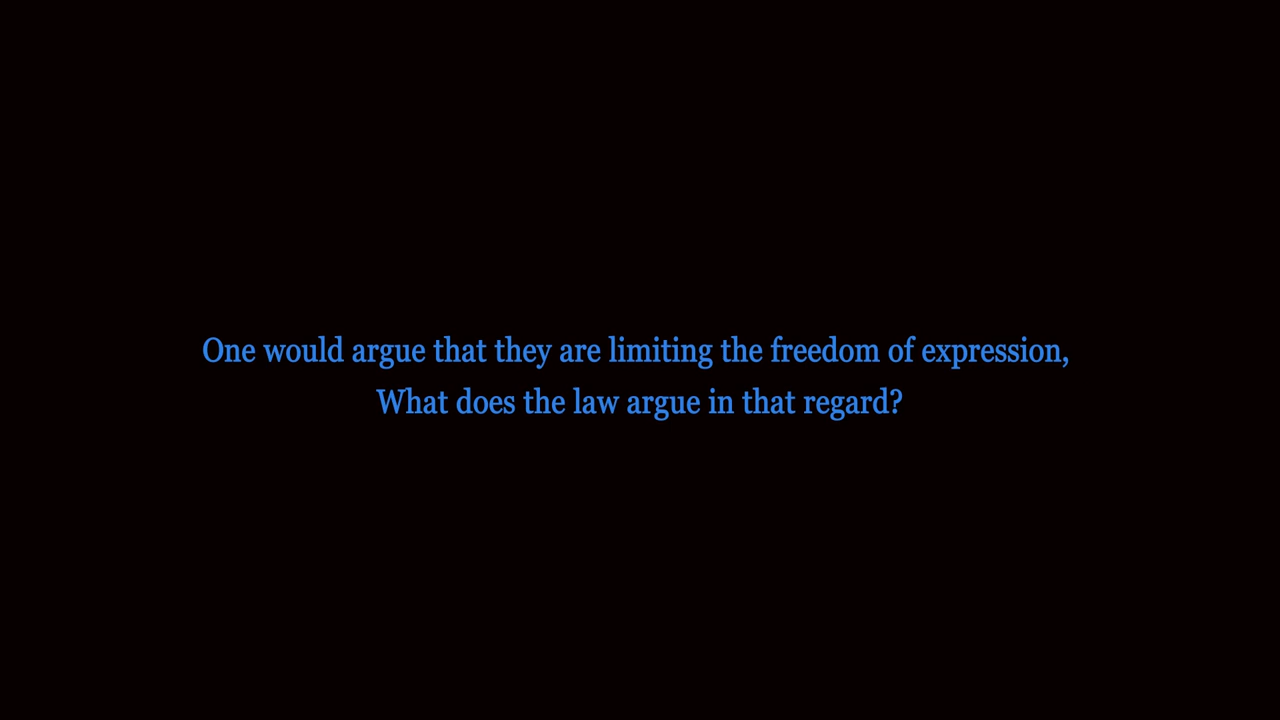 One would argue that they are limiting the freedom of expression,
What does the law argue in that regard?